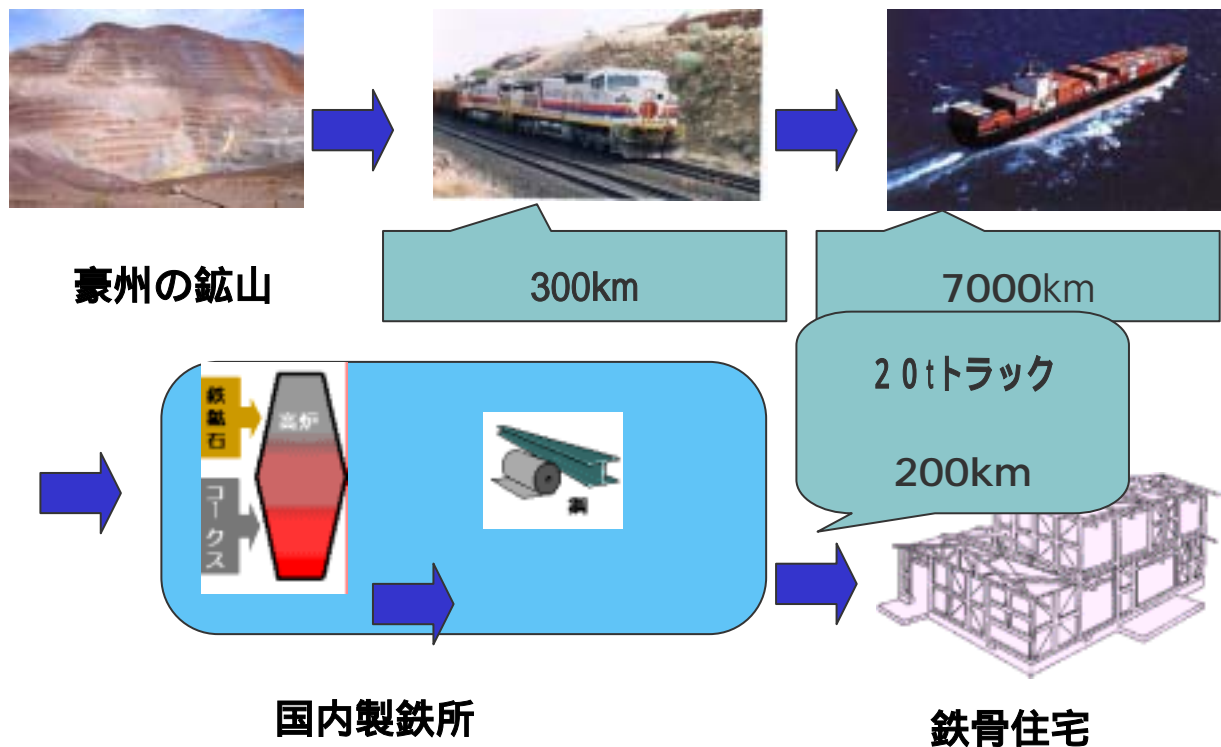 豪州の鉱山
300km
7000km
20tトラック
200km
鉄鉱石
高炉
コークス
鋼
国内製鉄所
鉄骨住宅